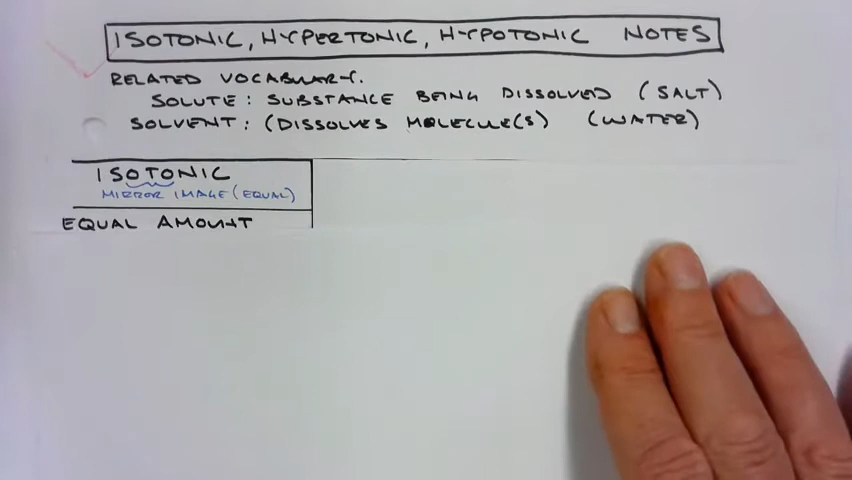 ISOTONIC, HYPERTONIC, HYPOTONIC NOTES
RELATED VOCABULARY.
SOLUTE: SUBSTANCE BEING DISSOLVED (SALT)
SOLVENT: (DISSOLVES MOLECULE(S) (WATER)
ISOTONIC
MIRROR IMAGE (EQUAL)
EQUAL AMOUNT